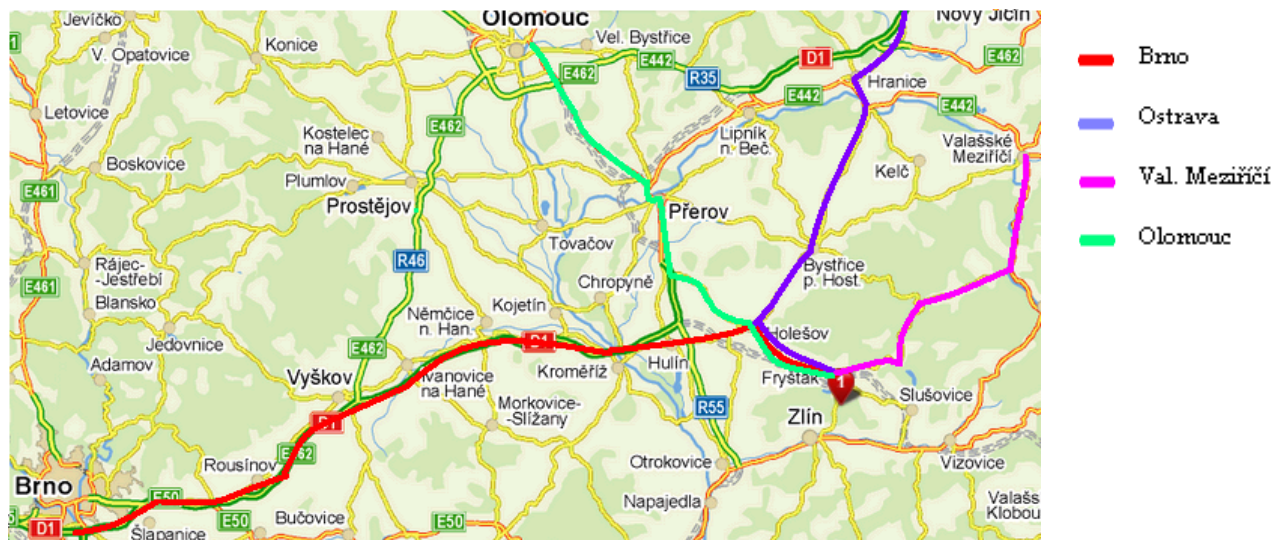 Jevíčko
Olomouc
Nový Jičín
V. Opatovice
Konice
Vel. Bystřice
E442
D1
E462
R35
Hranice
E442
E442
Letovice
E462
Kostelec
na Hané
Lipník
n. Beč.
Valašské
Meziříčí
Boskovice
Kelč
E461
Plumlov
Prostějov
Přerov
Tovačov
R46
Rájec-
-Jestřebí
Bystřice
p. Host.
E461
Blansko
Chropyně
Němčice
n. Han.
Kojetín
Jedovnice
E462
D1
Holešov
Adamov
Hulín
Vyškov
Ivanovice
na Hané
Kroměříž
Fryšták
1
Slušovice
Morkovice-
-Slížany
R55
D1
Zlín
E462
Rousínov
Otrokovice
Vizovice
Brno
E50
Napajedla
Valašs
Klobou
D1
Šlapanice
E50
Bučovice
E50
Brno
Ostrava
Val. Meziříčí
Olomouc